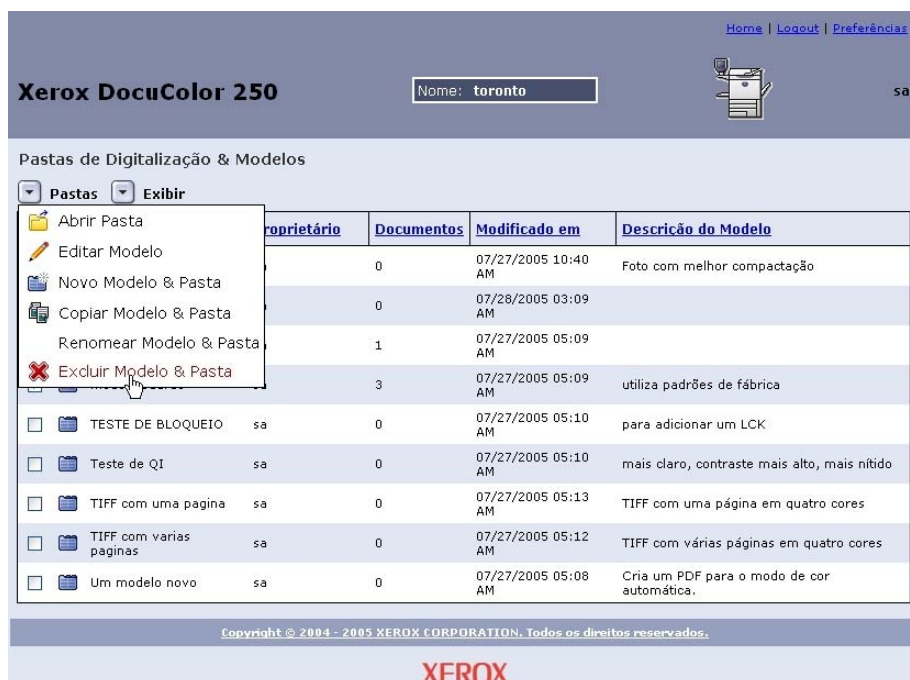 Home | Logout | Preferências
Xerox DocuColor 250
Nome: toronto
sa
Pastas de Digitalização & Modelos
Pastas Exibir
Abrir Pasta
Editar Modelo
Novo Modelo & Pasta
Copiar Modelo & Pasta
Renomear Modelo & Pasta
Excluir Modelo & Pasta
roprietário Documentos Modificado em Descrição do Modelo
0 07/27/2005 10:40 AM Foto com melhor compactação
0 07/28/2005 03:09 AM
1 07/27/2005 05:09 AM
3 07/27/2005 05:09 AM utiliza padrões de fábrica
TESTE DE BLOQUEIO sa 0 07/27/2005 05:10 AM para adicionar um LCK
Teste de QI sa 0 07/27/2005 05:10 AM mais claro, contraste mais alto, mais nítido
TIFF com uma pagina sa 0 07/27/2005 05:13 AM TIFF com uma página em quatro cores
TIFF com varias paginas sa 0 07/27/2005 05:12 AM TIFF com várias páginas em quatro cores
Um modelo novo sa 0 07/27/2005 05:08 AM Cria um PDF para o modo de cor automática.
Copyright © 2004 - 2005 XEROX CORPORATION. Todos os direitos reservados.
XEROX